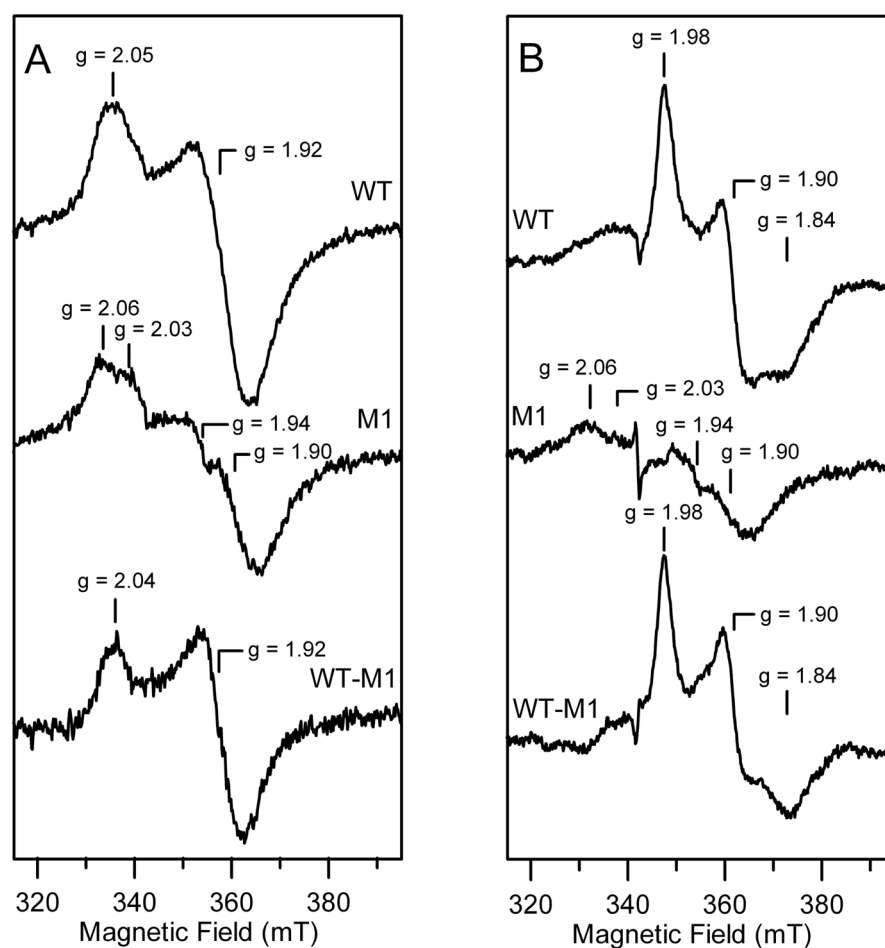 A
g = 2.05
g = 1.92
WT
g = 2.06
g = 2.03
g = 1.94
M1
g = 1.90
g = 2.04
g = 1.92
WT-M1
320 340 360 380
Magnetic Field (mT)
B
g = 1.98
g = 1.90
g = 1.84
WT
g = 2.06
g = 2.03
g = 1.94
M1
g = 1.90
g = 1.98
g = 1.90
g = 1.84
WT-M1
320 340 360 380
Magnetic Field (mT)